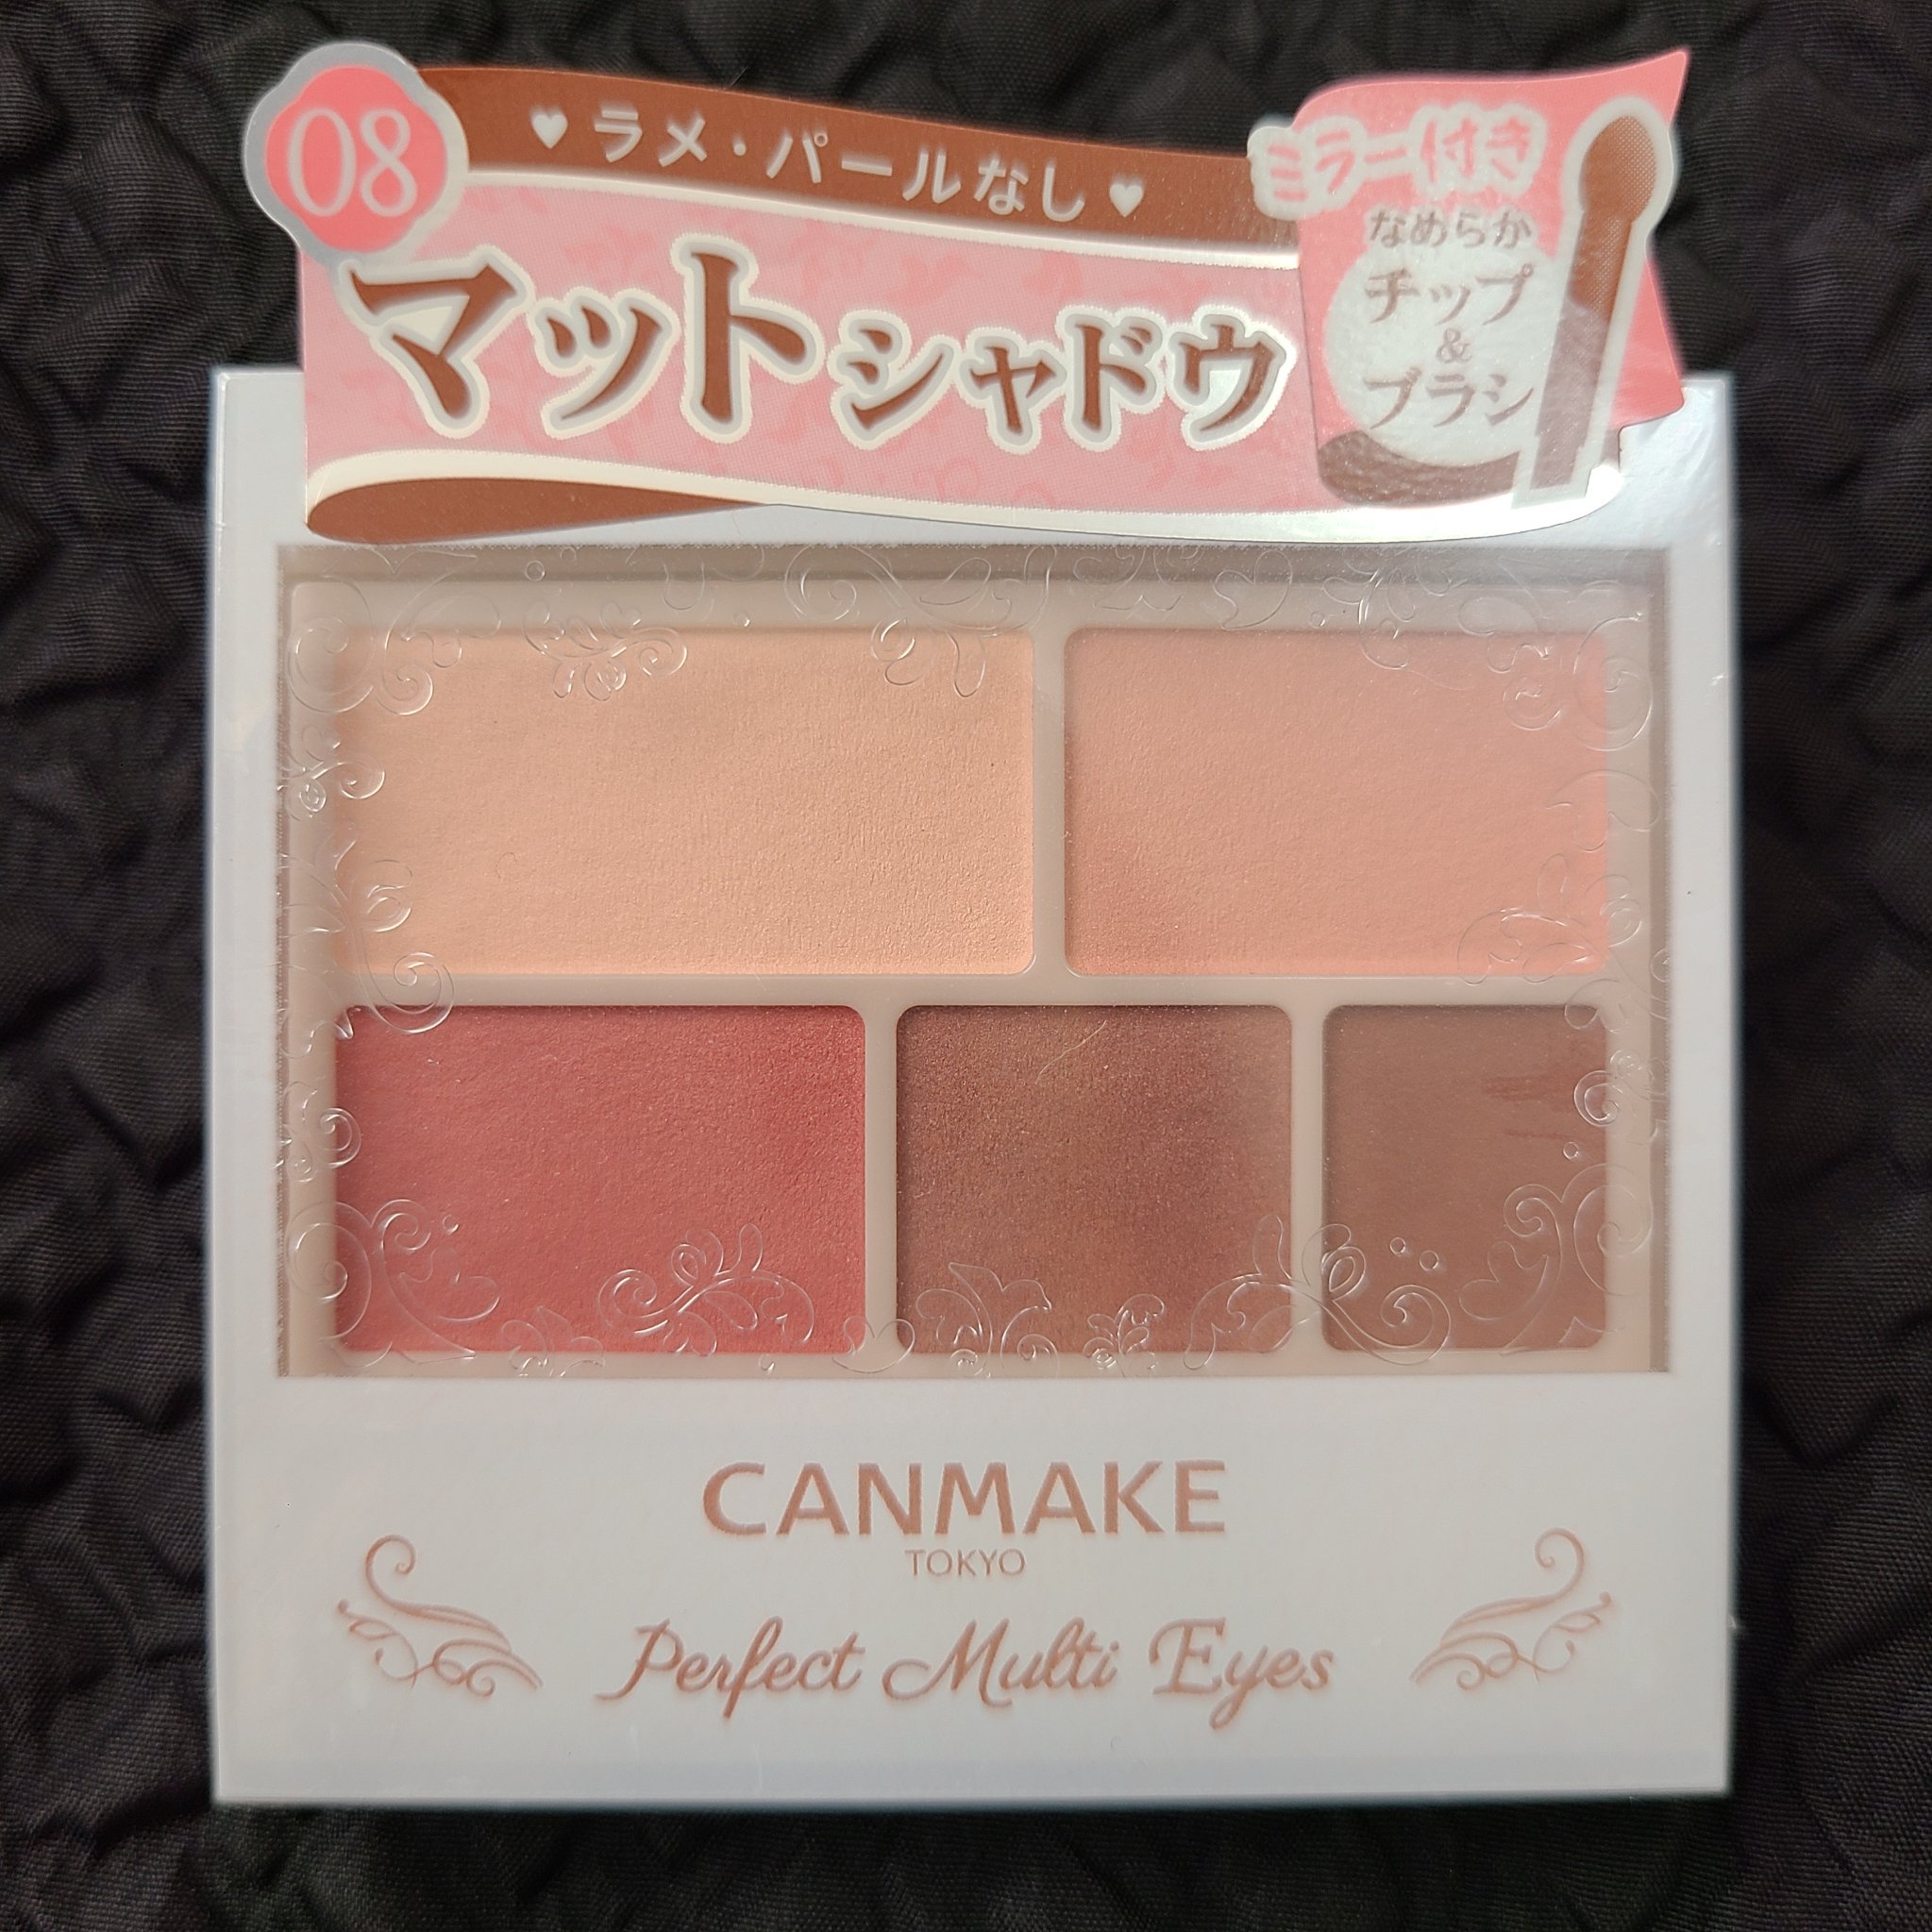 08
♥ ラメ・パールなし ♥
マットシャドウ
ミラー付き
なめらか
チップ
&
ブラシ
CANMAKE
TOKYO
Perfect Multi Eyes